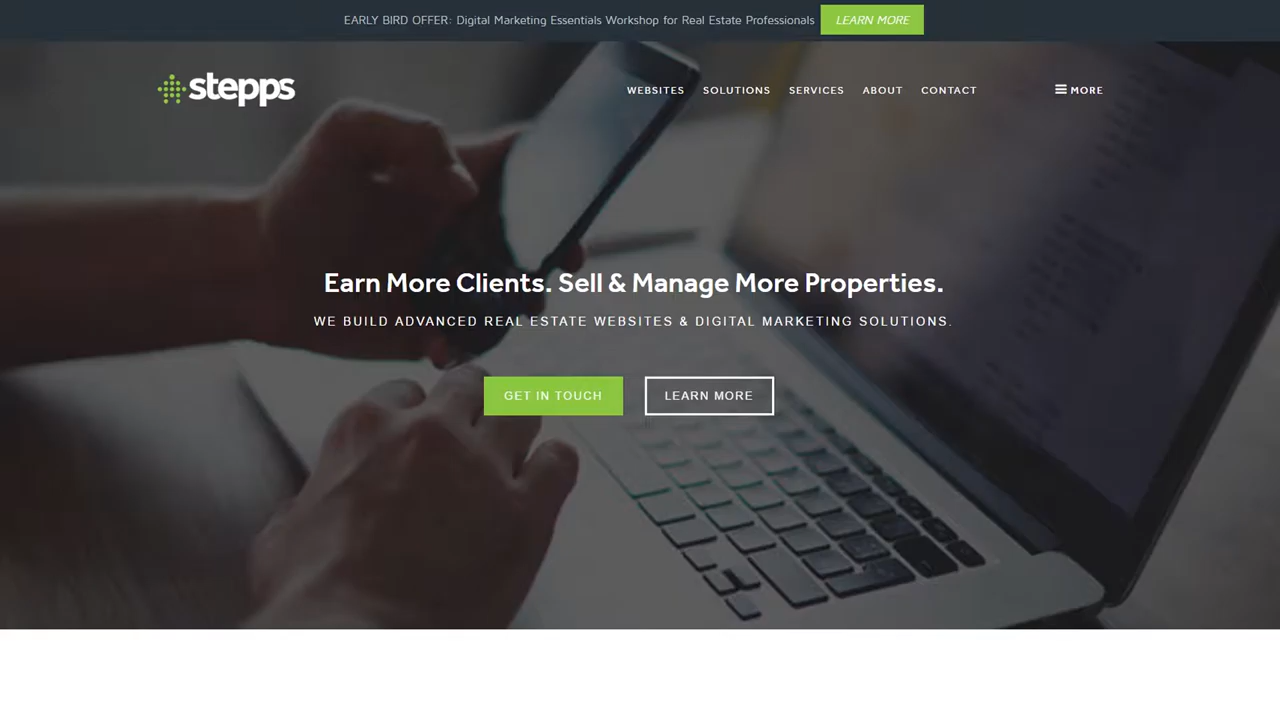 EARLY BIRD OFFER: Digital Marketing Essentials Workshop for Real Estate Professionals LEARN MORE
stepps
WEBSITES SOLUTIONS SERVICES ABOUT CONTACT MORE
Earn More Clients. Sell & Manage More Properties.
WE BUILD ADVANCED REAL ESTATE WEBSITES & DIGITAL MARKETING SOLUTIONS.
GET IN TOUCH LEARN MORE